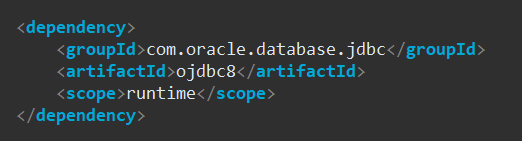 <dependency>
    <groupId>com.oracle.database.jdbc</groupId>
    <artifactId>ojdbc8</artifactId>
    <scope>runtime</scope>
</dependency>